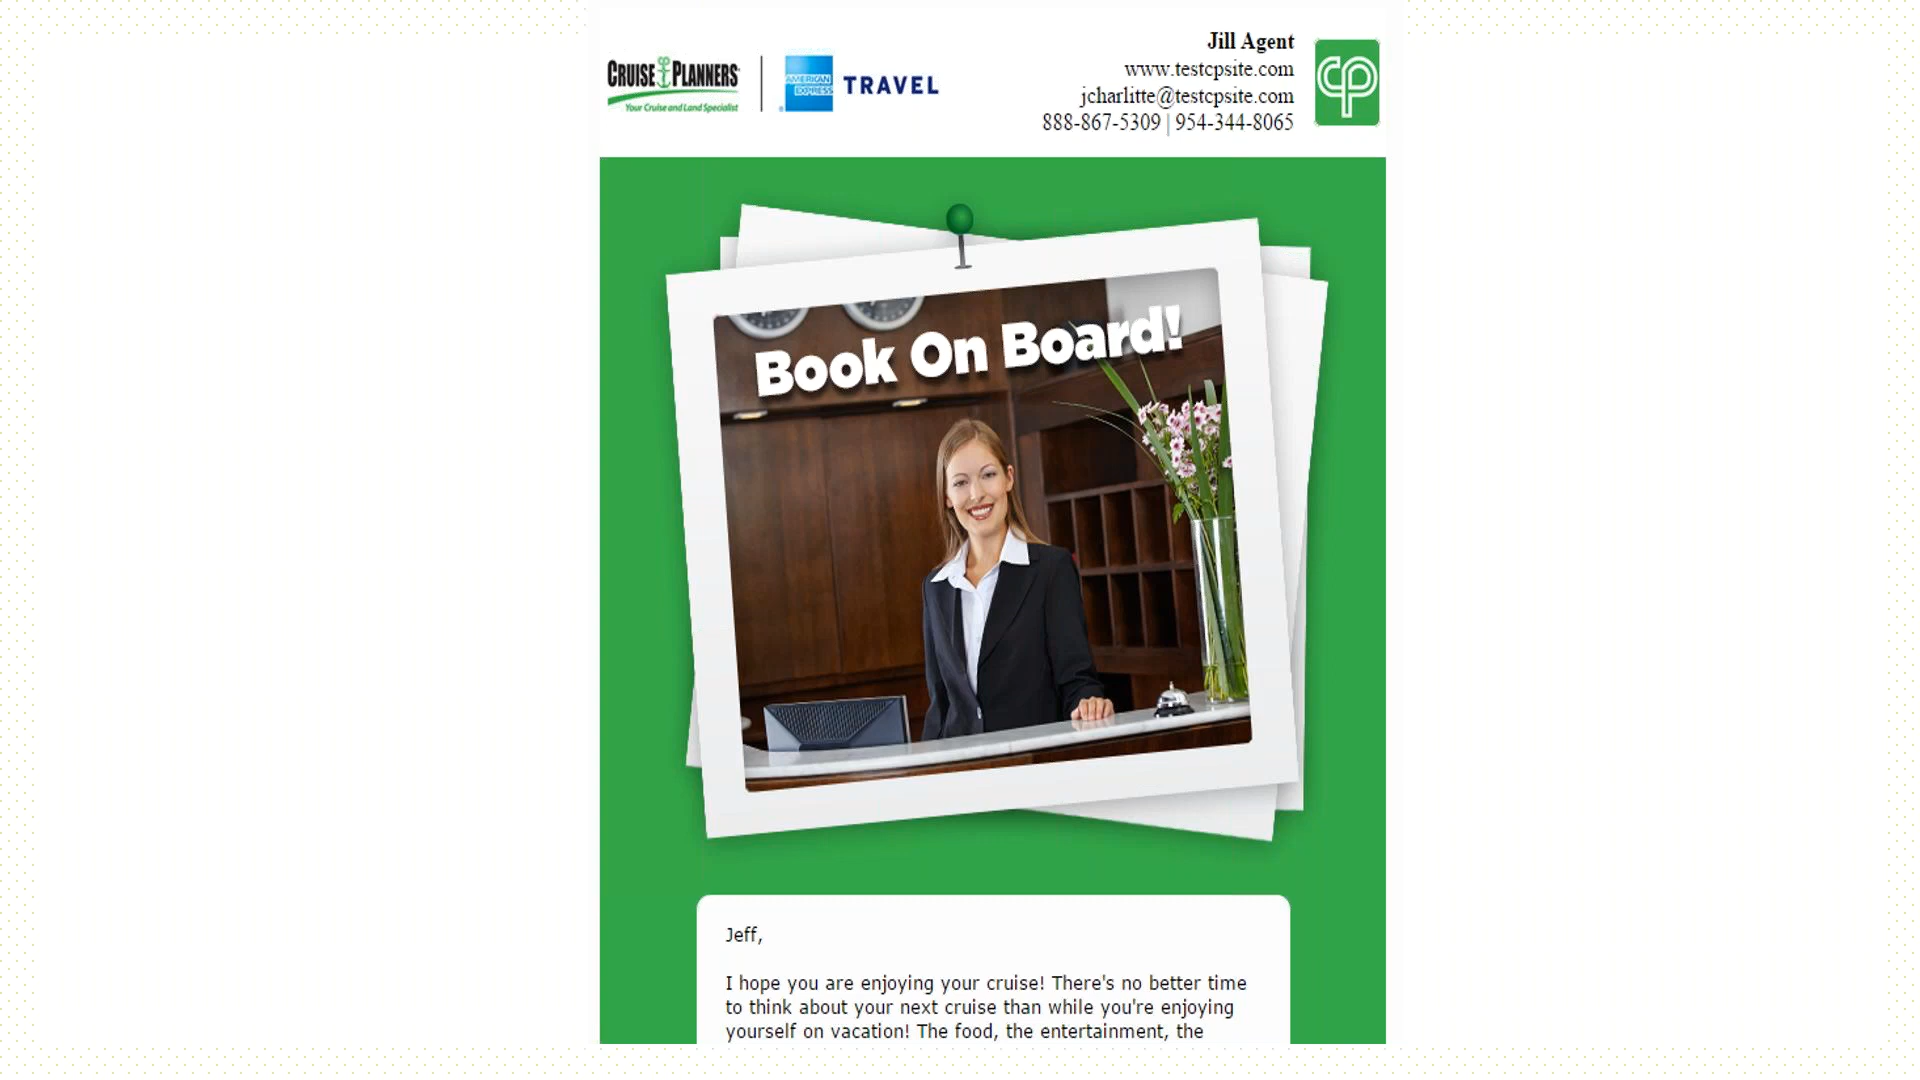 CRUISE PLANNERS
Your Cruise and Land Specialist
AMERICAN
EXPRESS
TRAVEL
Jill Agent
www.testcpsite.com
jcharlitte@testcpsite.com
888-867-5309 | 954-344-8065
cp
Book On Board!
Jeff,
I hope you are enjoying your cruise! There's no better time
to think about your next cruise than while you're enjoying
yourself on vacation! The food, the entertainment, the